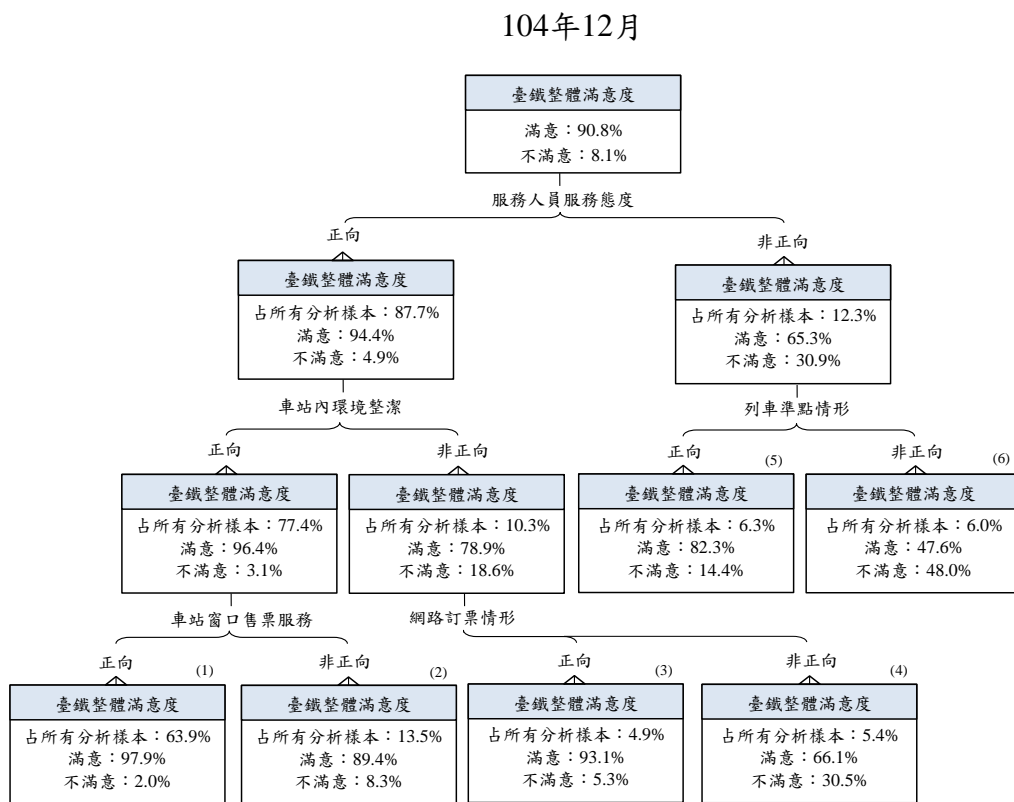 104年12月
臺鐵整體滿意度
滿意：90.8%
不滿意：8.1%
服務人員服務態度
正向
非正向
臺鐵整體滿意度
占所有分析樣本：87.7%
滿意：94.4%
不滿意：4.9%
臺鐵整體滿意度
占所有分析樣本：12.3%
滿意：65.3%
不滿意：30.9%
車站內環境整潔
列車準點情形
正向
非正向
正向
(5)
非正向
(6)
臺鐵整體滿意度
占所有分析樣本：77.4%
滿意：96.4%
不滿意：3.1%
臺鐵整體滿意度
占所有分析樣本：10.3%
滿意：78.9%
不滿意：18.6%
臺鐵整體滿意度
占所有分析樣本：6.3%
滿意：82.3%
不滿意：14.4%
臺鐵整體滿意度
占所有分析樣本：6.0%
滿意：47.6%
不滿意：48.0%
車站窗口售票服務
網路訂票情形
正向
(1)
非正向
(2)
正向
(3)
非正向
(4)
臺鐵整體滿意度
占所有分析樣本：63.9%
滿意：97.9%
不滿意：2.0%
臺鐵整體滿意度
占所有分析樣本：13.5%
滿意：89.4%
不滿意：8.3%
臺鐵整體滿意度
占所有分析樣本：4.9%
滿意：93.1%
不滿意：5.3%
臺鐵整體滿意度
占所有分析樣本：5.4%
滿意：66.1%
不滿意：30.5%